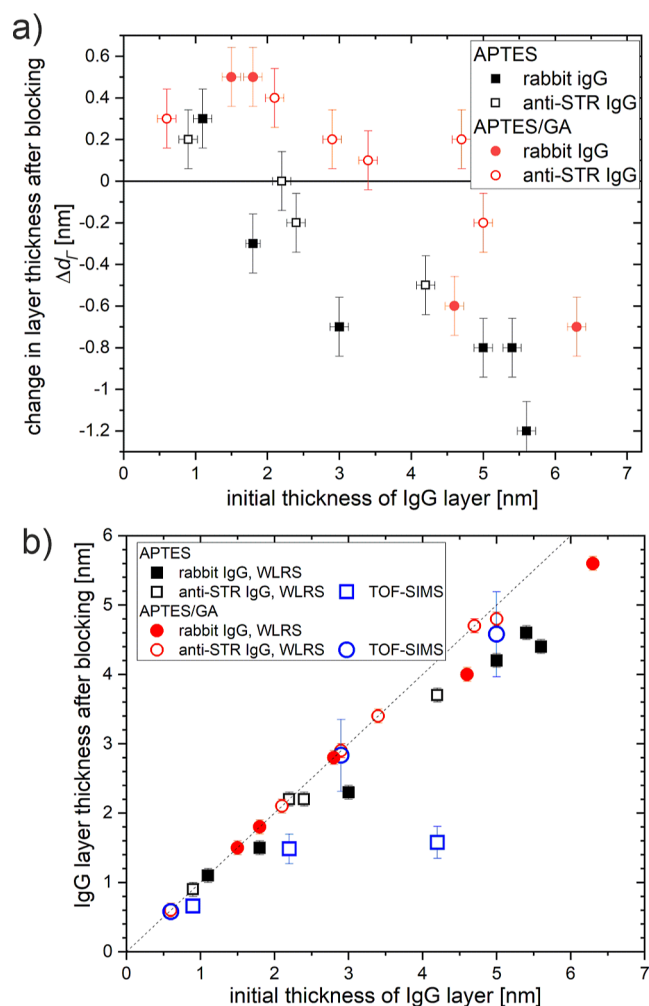 a)
0.6
0.4
0.2
0
-0.2
-0.4
-0.6
-0.8
-1
-1.2
change in layer thickness after blocking
Δd_Γ [nm]
APTES
rabbit igG
anti-STR IgG
APTES/GA
rabbit IgG
anti-STR IgG
0 1 2 3 4 5 6 7
initial thickness of IgG layer [nm]
b)
6
5
4
3
2
1
0
IgG layer thickness after blocking [nm]
APTES
rabbit IgG, WLRS
anti-STR IgG, WLRS TOF-SIMS
APTES/GA
rabbit IgG, WLRS
anti-STR IgG, WLRS TOF-SIMS
0 1 2 3 4 5 6
initial thickness of IgG layer [nm]